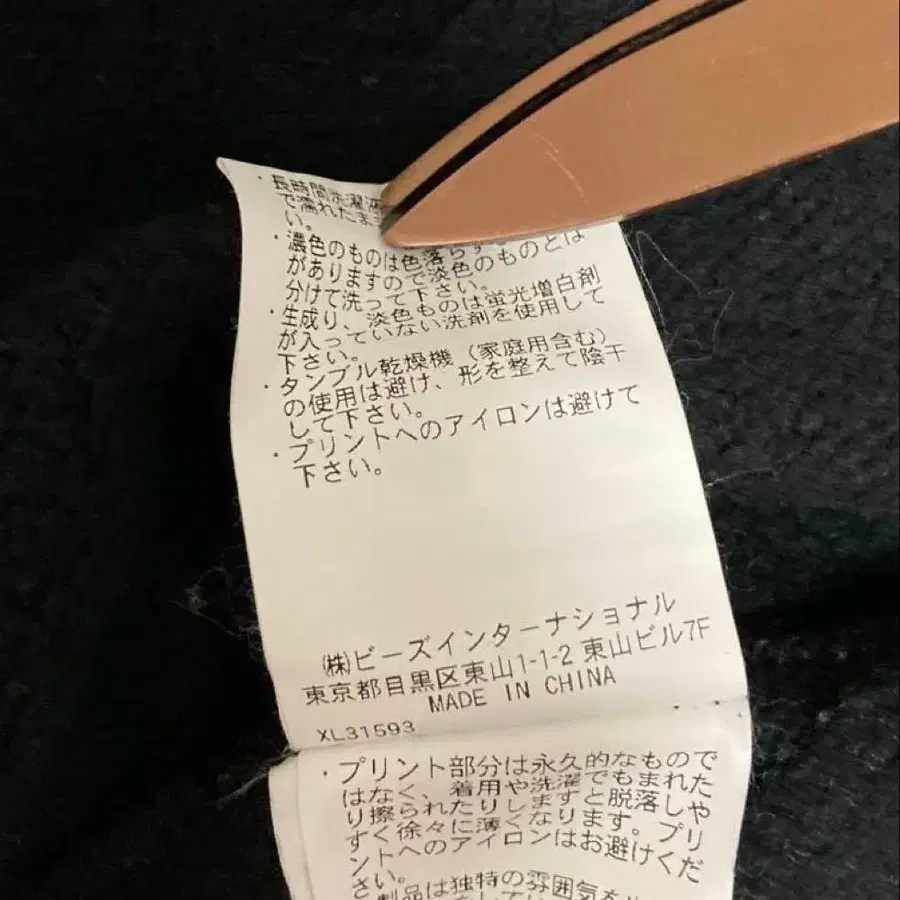 ・長時間洗濯液
で濡れたま
い。
・濃色のものは色落ち
がありますので淡色のものとは
分けて洗って下さい。
・生成り、淡色ものは蛍光増白剤
が入っていない洗剤を使用して
下さい。
・タンブル乾燥機(家庭用含む)
の使用は避け、形を整えて陰干
して下さい。
・プリントへのアイロンは避けて
下さい。
㈱ビーズインターナショナル
東京都目黒区東山1-1-2 東山ビル7F
MADE IN CHINA
XL31593
・プリント部分は永久的なもので
はなく、着用や洗濯でもまれた
り擦られたりしますと脱落しや
すく徐々に薄くなります。プリ
ントへのアイロンはお避けくだ
さい。
製品は独特の雰囲気を